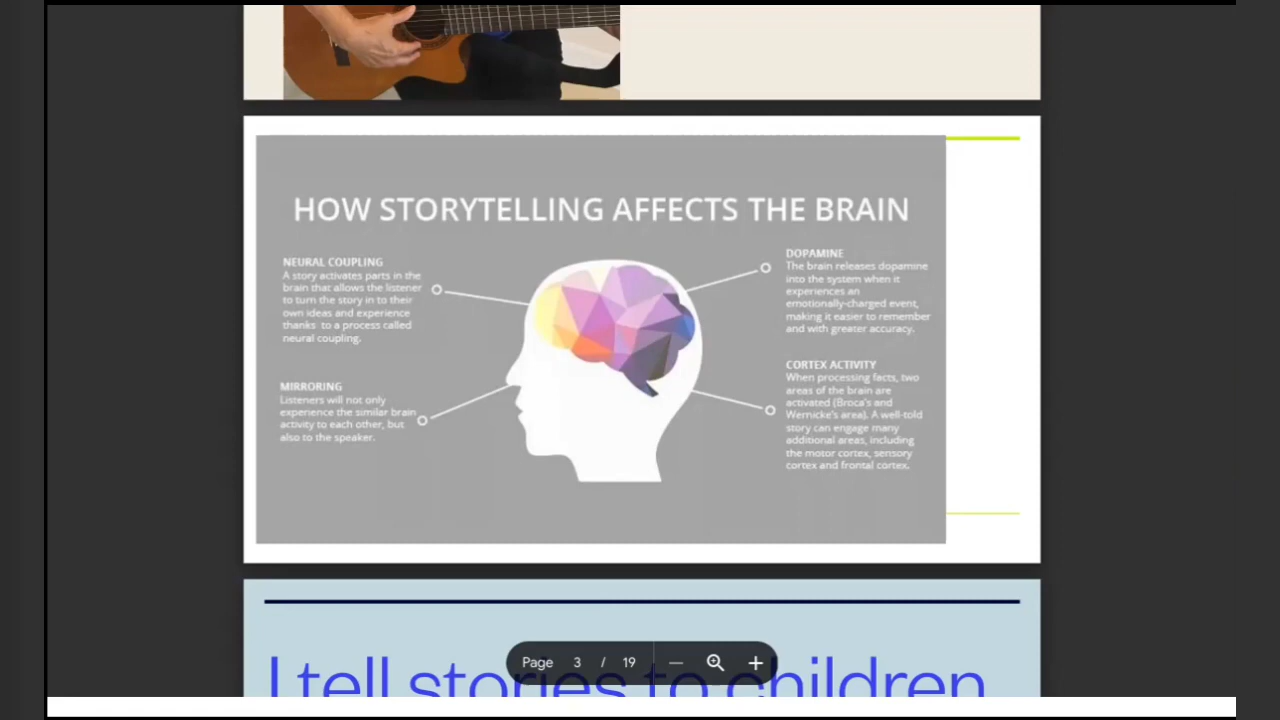 HOW STORYTELLING AFFECTS THE BRAIN
NEURAL COUPLING
A story activates parts in the
brain that allows the listener
to turn the story in to their
own ideas and experience
thanks to a process called
neural coupling.
MIRRORING
Listeners will not only
experience the similar brain
activity to each other, but
also to the speaker.
DOPAMINE
The brain releases dopamine
into the system when it
experiences an
emotionally-charged event,
making it easier to remember
and with greater accuracy.
CORTEX ACTIVITY
When processing facts, two
areas of the brain are
activated (Broca's and
Wernicke's area). A well-told
story can engage many
additional areas, including
the motor cortex, sensory
cortex and frontal cortex.
I tell stories to children
Page 3 / 19